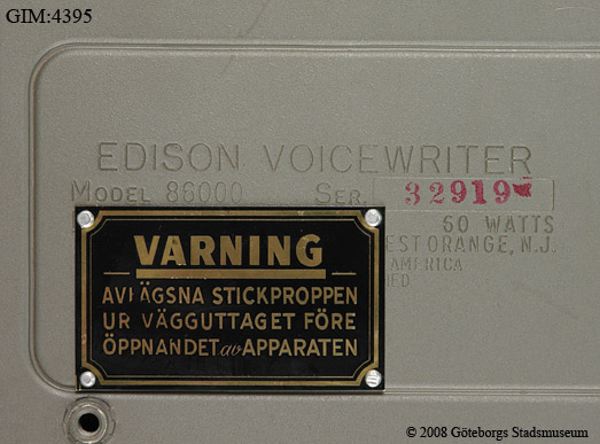 GIM:4395
EDISON VOICEWRITER
MODEL 86000 SER. 32919
60 WATTS
EST ORANGE, N.J.
AMERICA
VARNING
AVLÄGSNA STICKPROPPEN
UR VÄGGUTTAGET FÖRE
ÖPPNANDET av APPARATEN
© 2008 Göteborgs Stadsmuseum